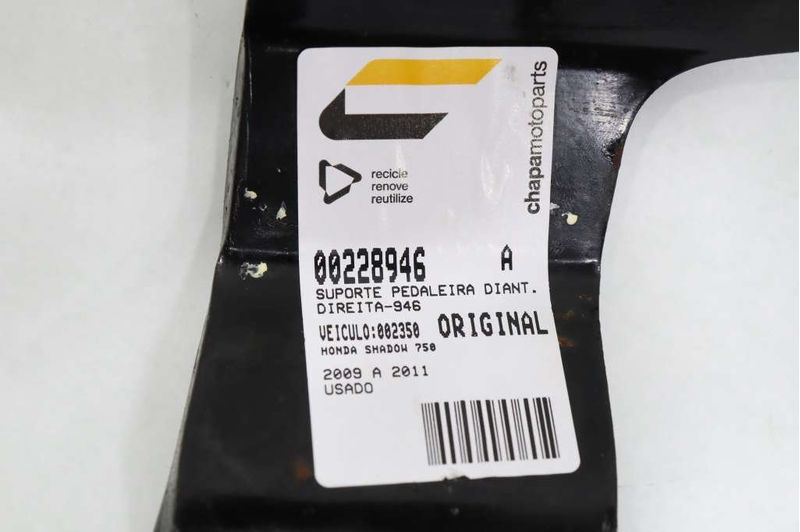 chapamotoparts
recicle
renove
reutilize
00228946 A
SUPORTE PEDALEIRA DIANT.
DIREITA-946
VEICULO:002350 ORIGINAL
HONDA SHADOW 750
2009 A 2011
USADO